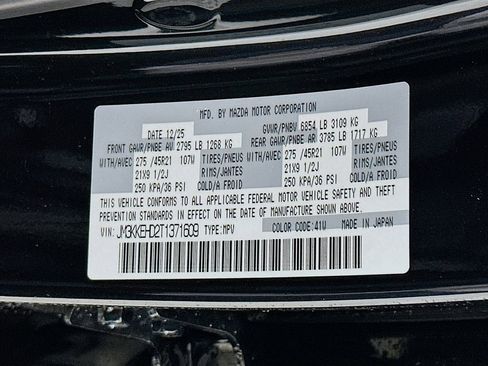 MFD. BY MAZDA MOTOR CORPORATION
DATE 12/25 GVWR/PNBV 6854 LB 3109 KG
FRONT GAWR/PNBE AV 2795 LB 1268 KG REAR GAWR/PNBE AR 3785 LB 1717 KG
WITH/AVEC 275 /45R21 107W TIRES/PNEUS WITH/AVEC 275 /45R21 107W TIRES/PNEUS
21X9 1/2J RIMS/JANTES 21X9 1/2J RIMS/JANTES
250 KPA/36 PSI COLD/A FROID 250 KPA/36 PSI COLD/A FROID
THIS VEHICLE CONFORMS TO ALL APPLICABLE FEDERAL MOTOR VEHICLE SAFETY AND THEFT
PREVENTION STANDARDS IN EFFECT ON THE DATE OF MANUFACTURE SHOWN ABOVE.
VIN: JM3KKEHD2T1371609 TYPE:MPV COLOR CODE:41W MADE IN JAPAN